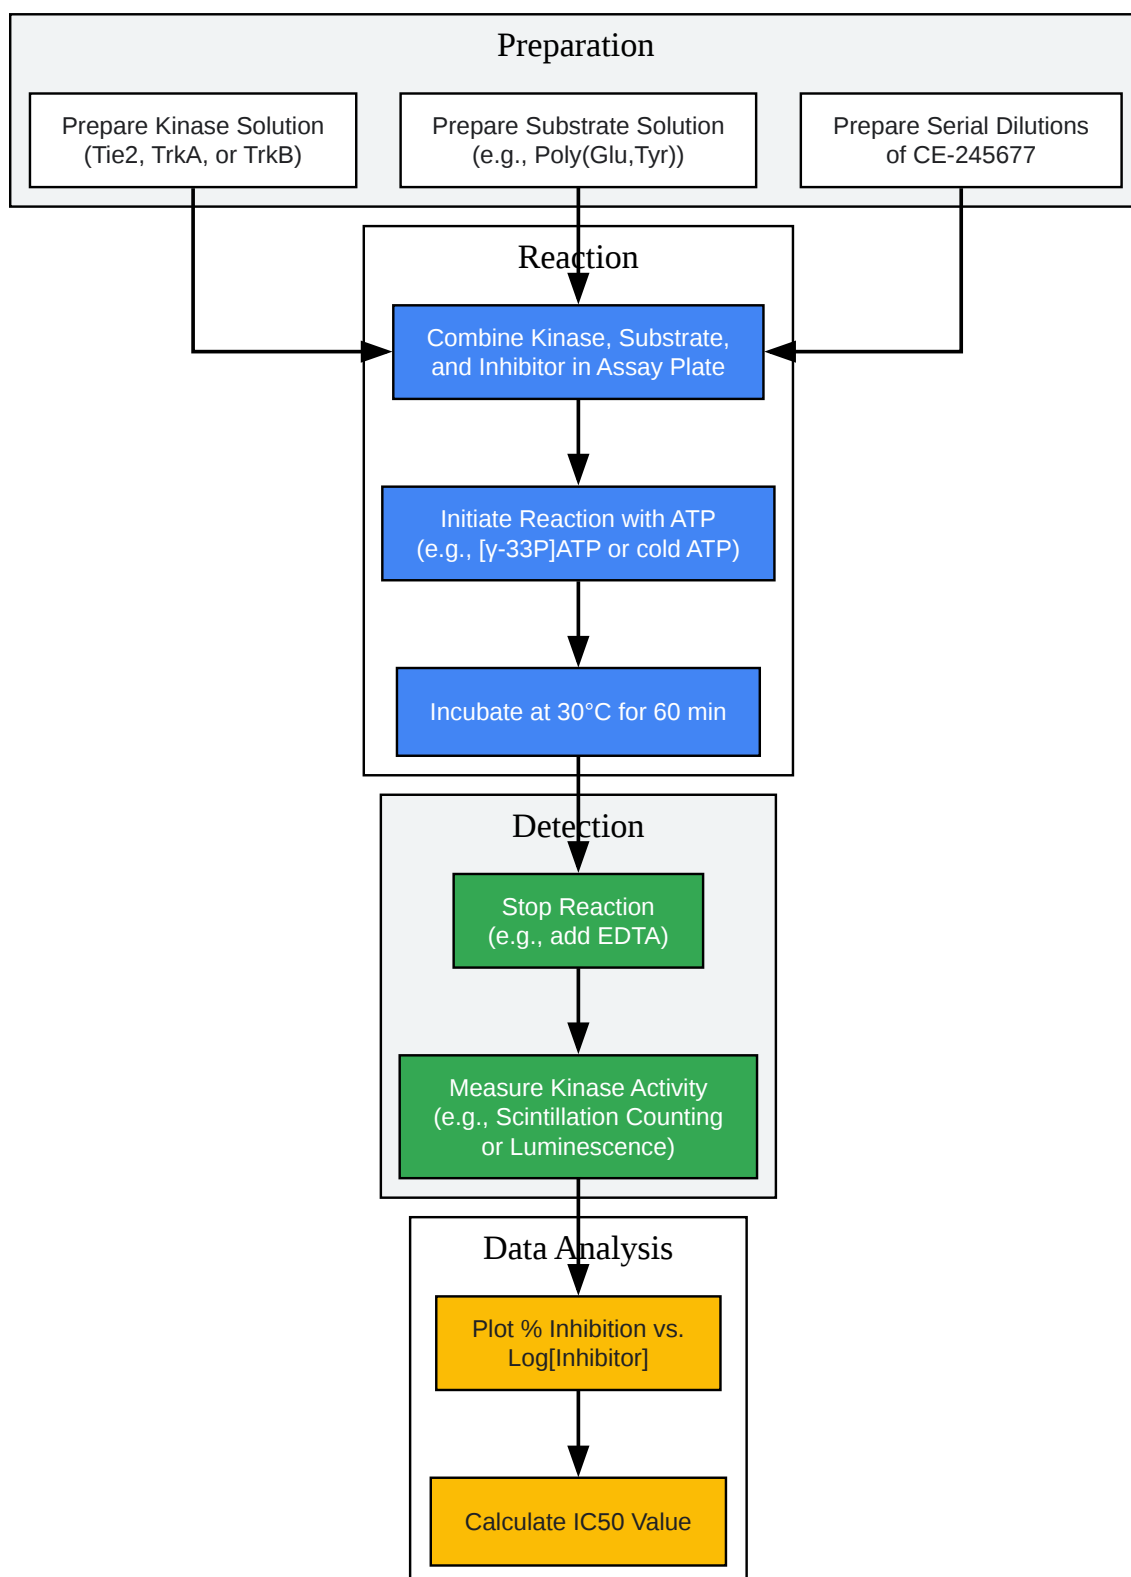 Preparation
Prepare Kinase Solution
(Tie2, TrkA, or TrkB)
Prepare Substrate Solution
(e.g., Poly(Glu,Tyr))
Prepare Serial Dilutions
of CE-245677
Reaction
Combine Kinase, Substrate,
and Inhibitor in Assay Plate
Initiate Reaction with ATP
(e.g., [γ-33P]ATP or cold ATP)
Incubate at 30°C for 60 min
Detection
Stop Reaction
(e.g., add EDTA)
Measure Kinase Activity
(e.g., Scintillation Counting
or Luminescence)
Data Analysis
Plot % Inhibition vs.
Log[Inhibitor]
Calculate IC50 Value